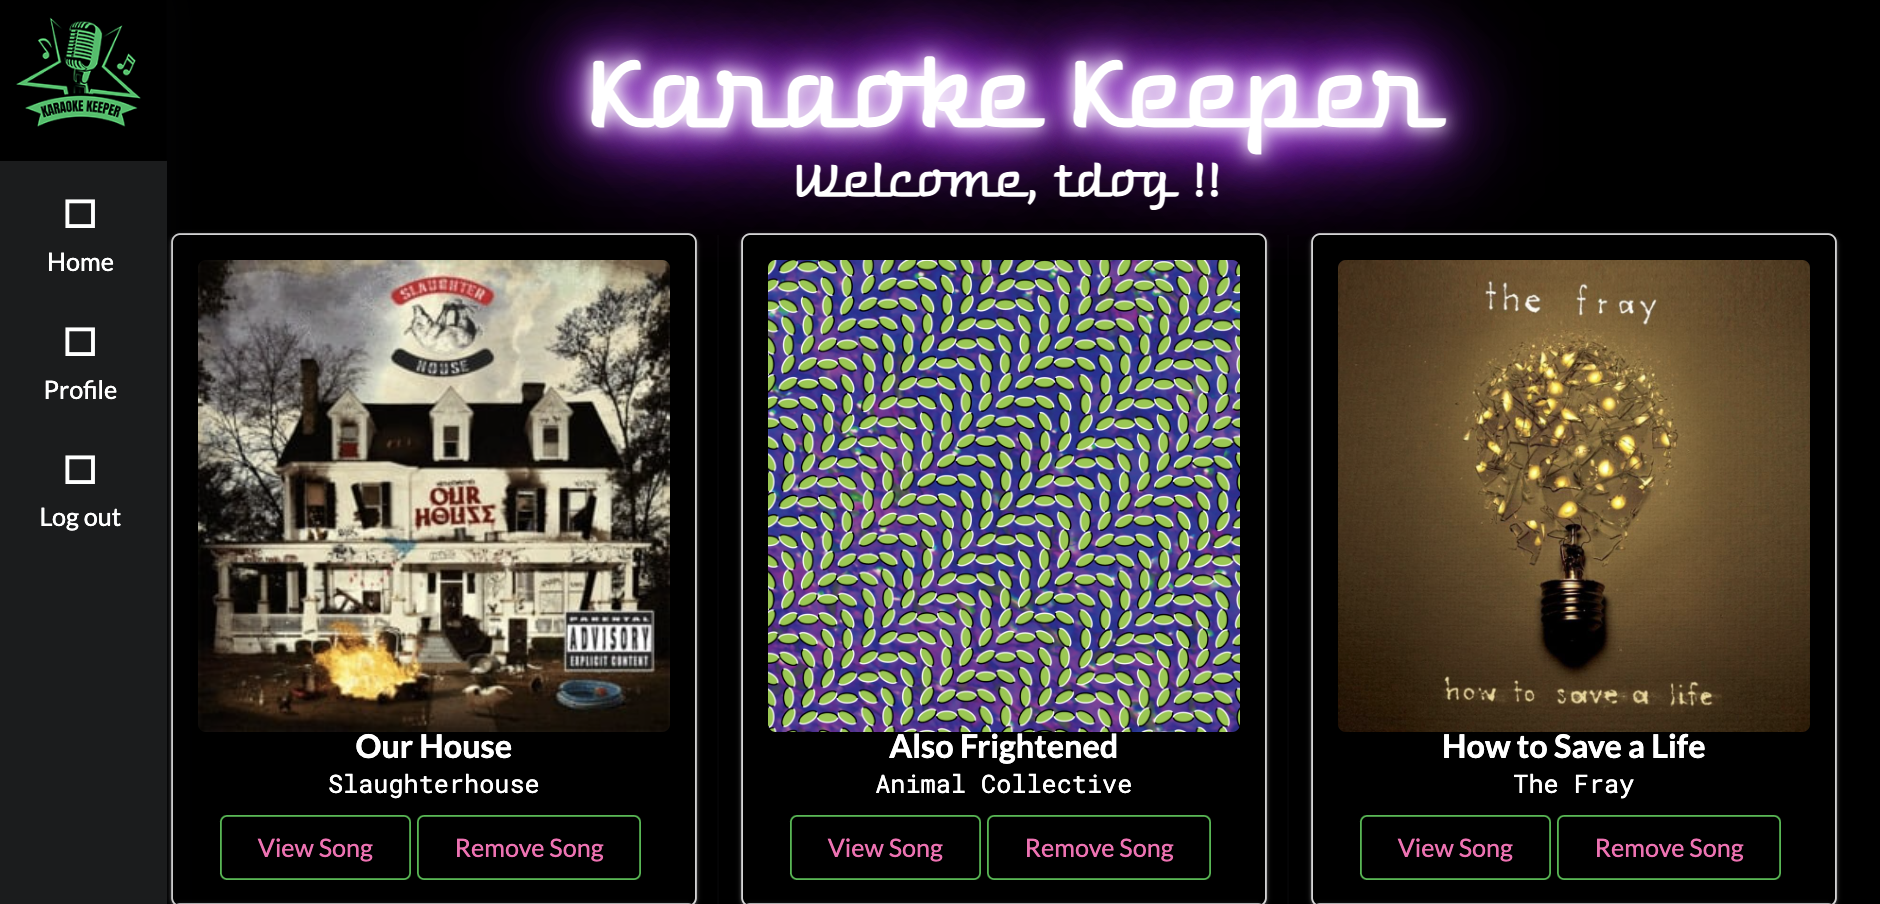 KARAOKE KEEPER
Karaoke Keeper
Welcome, tdog !!
Home
Profile
Log out
SLAUGHTER
HOUSE
OUR
HOUSE
PARENTAL
ADVISORY
EXPLICIT CONTENT
the fray
how to save a life
Our House
Slaughterhouse
View Song
Remove Song
Also Frightened
Animal Collective
View Song
Remove Song
How to Save a Life
The Fray
View Song
Remove Song